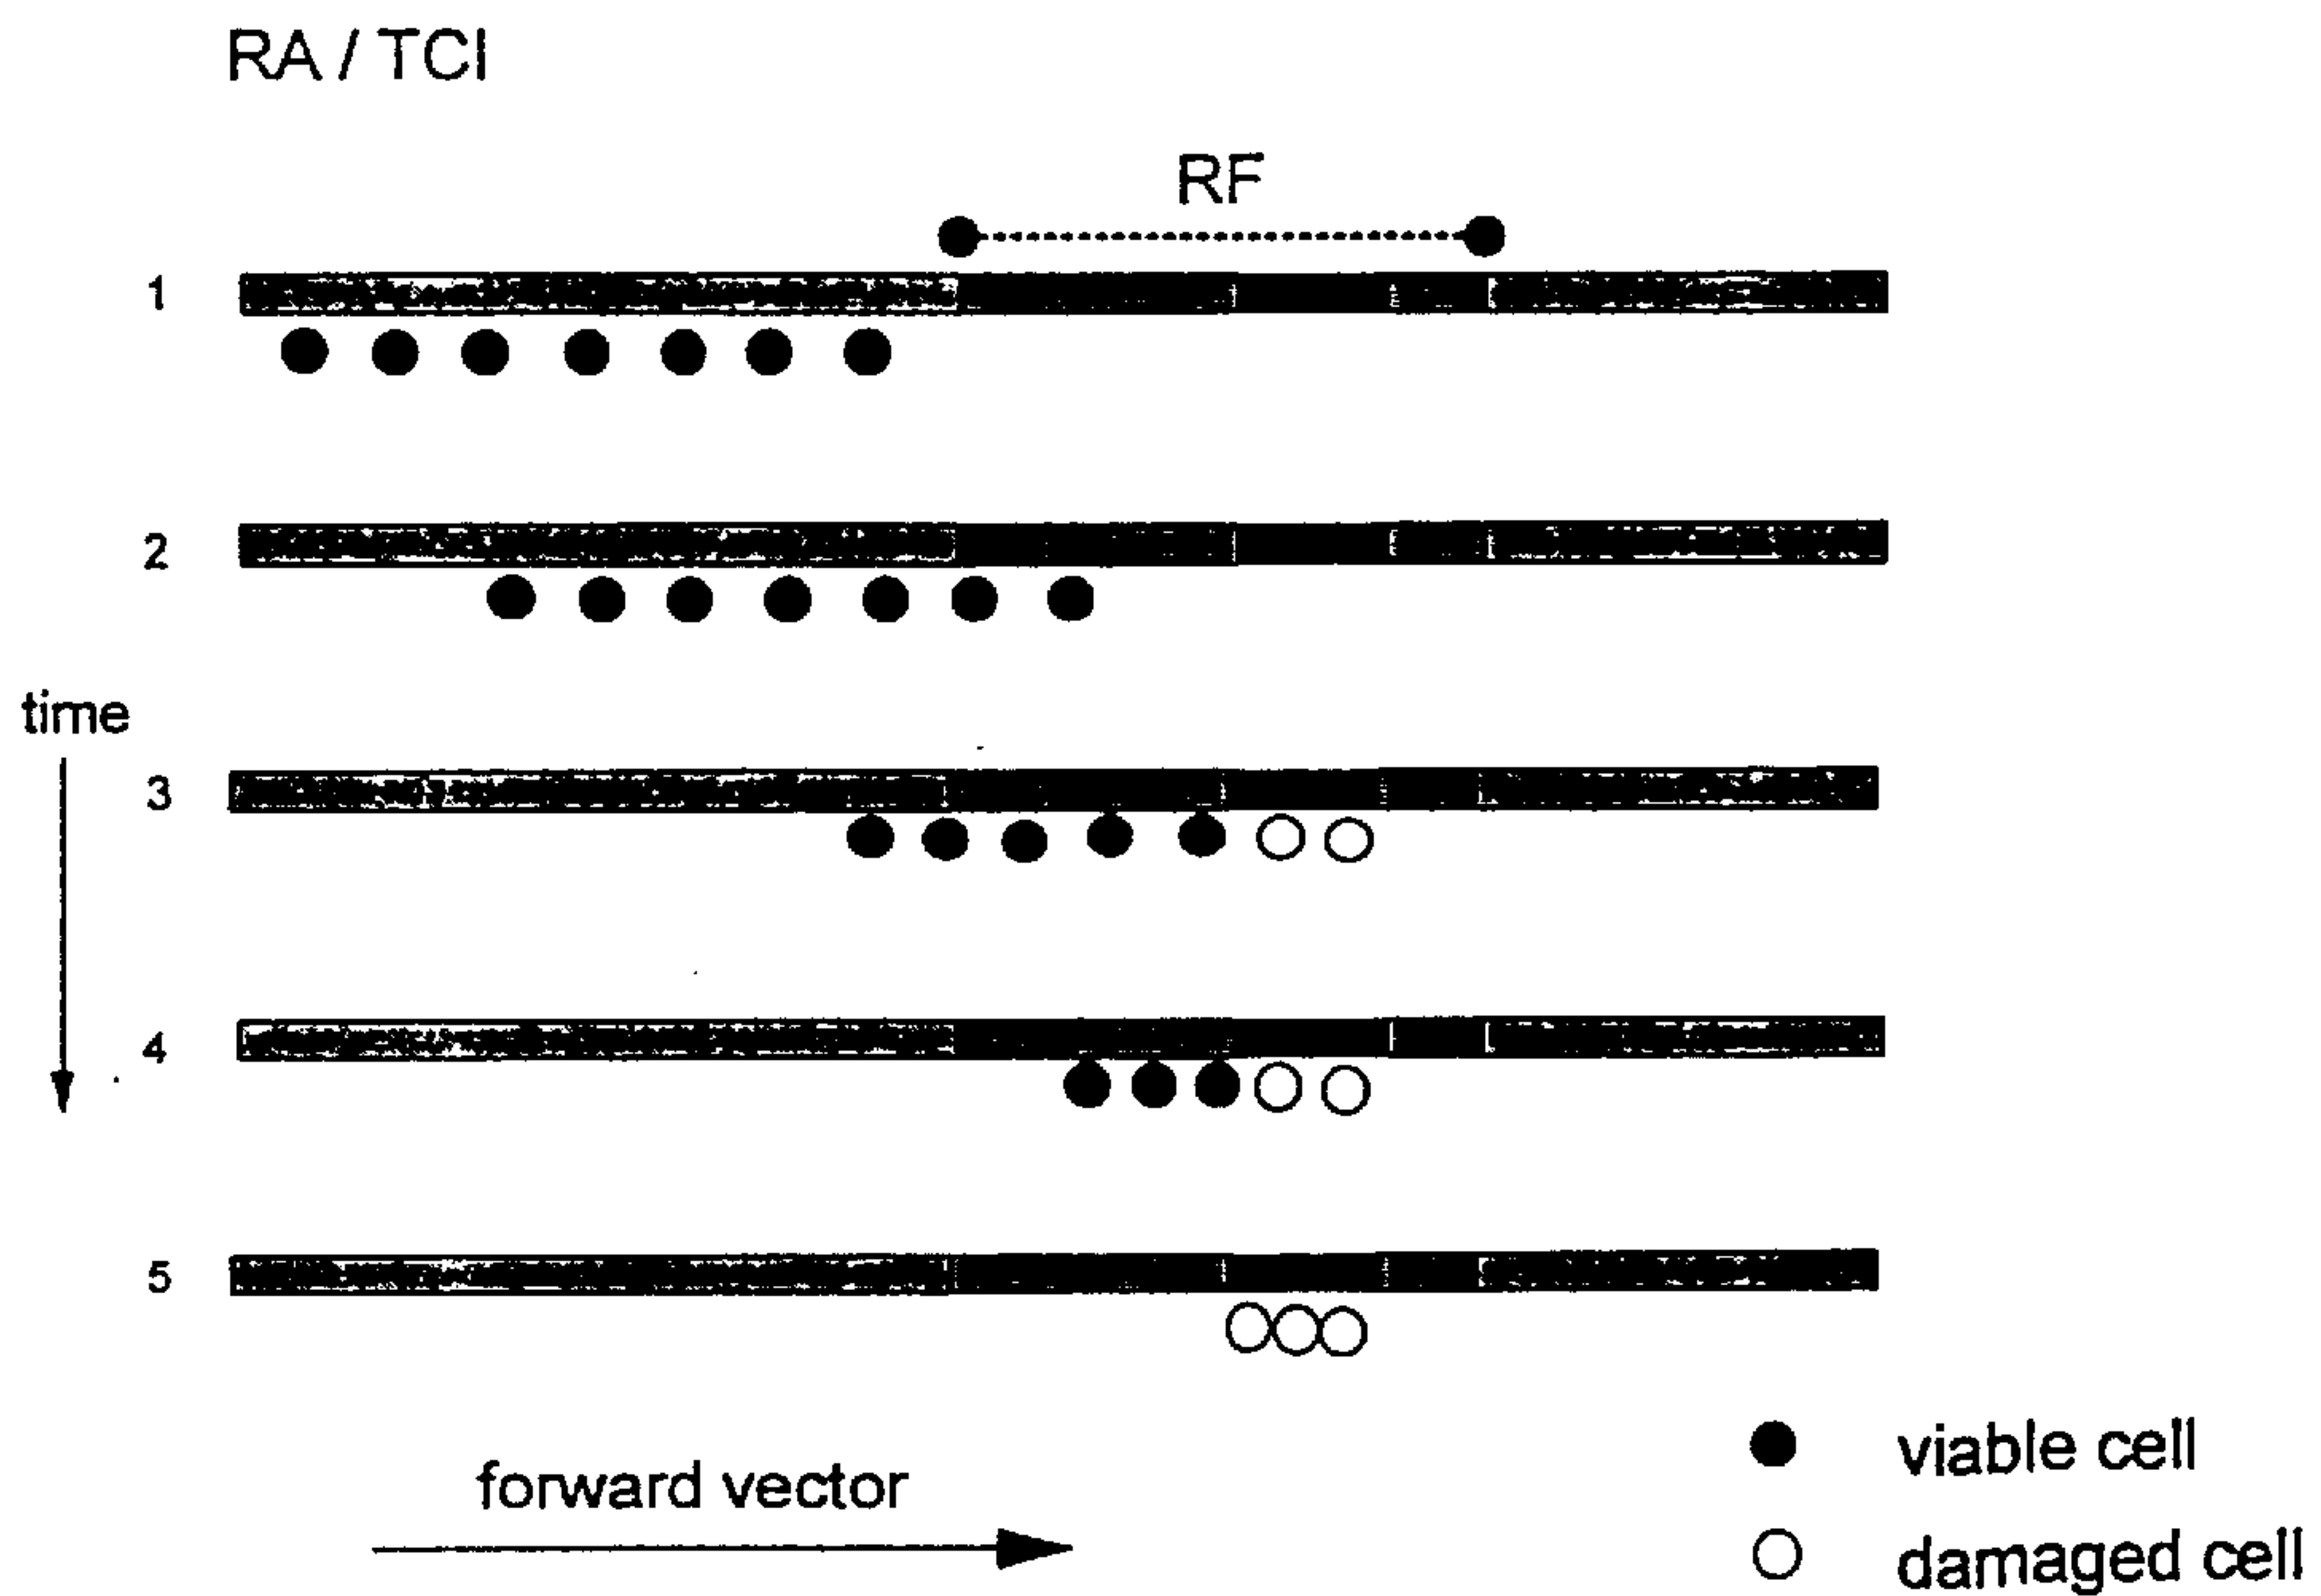 RA / TCI
RF
1
2
time
3
4
5
forward vector
viable cell
damaged cell